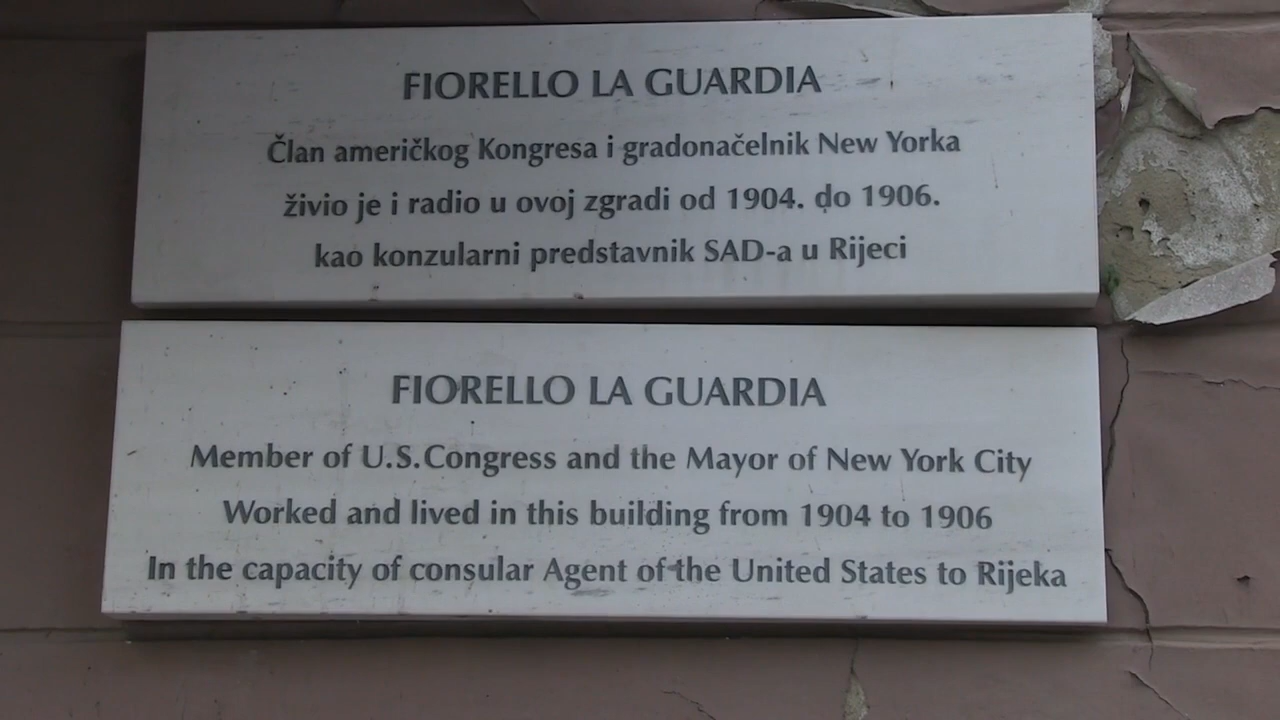 FIORELLO LA GUARDIA
Član američkog Kongresa i gradonačelnik New Yorka
živio je i radio u ovoj zgradi od 1904. do 1906.
kao konzularni predstavnik SAD-a u Rijeci
FIORELLO LA GUARDIA
Member of U.S.Congress and the Mayor of New York City
Worked and lived in this building from 1904 to 1906
In the capacity of consular Agent of the United States to Rijeka